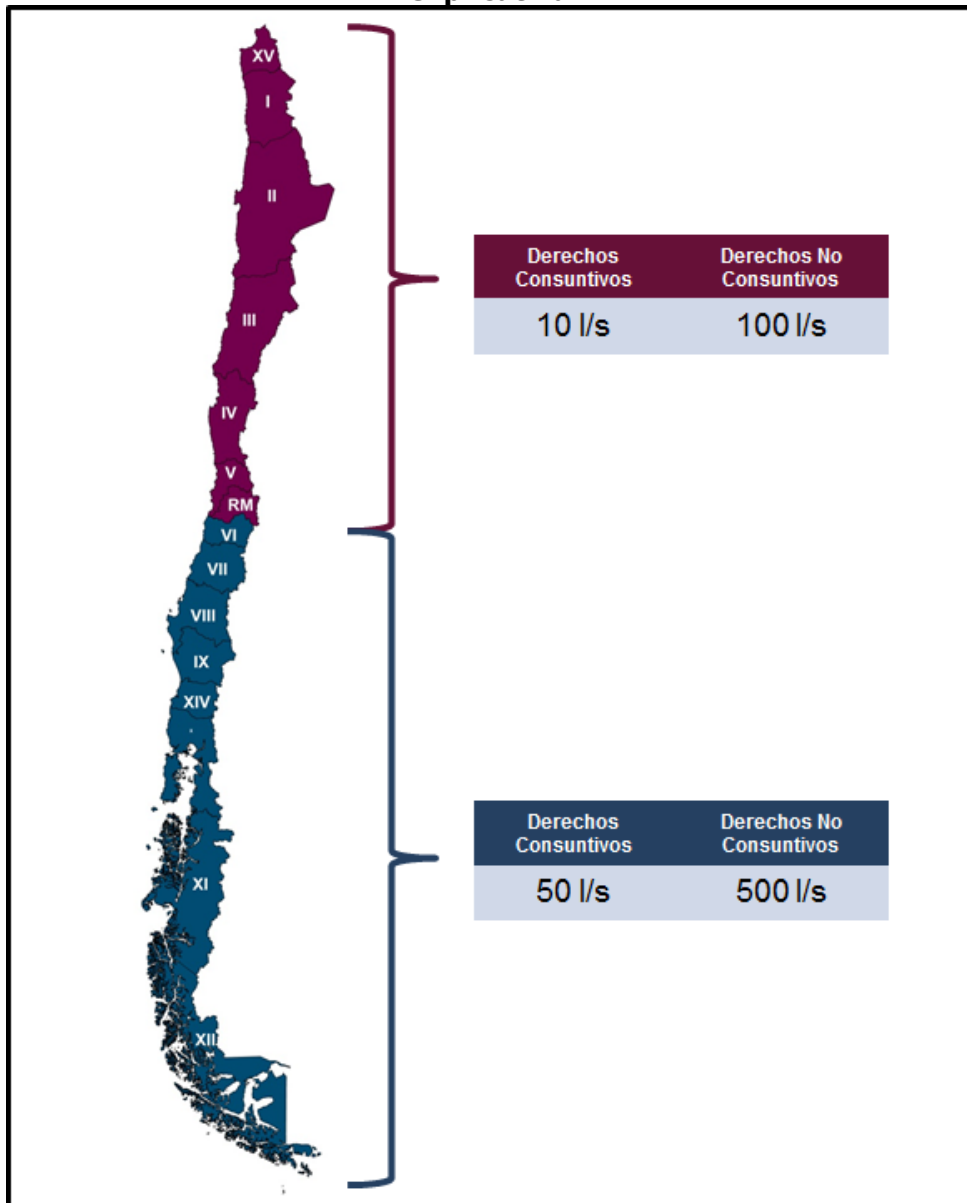 XV
I
II
III
IV
V
RM
VI
VII
VIII
IX
XIV
XI
XII
Derechos Consuntivos
Derechos No Consuntivos
10 l/s
100 l/s
Derechos Consuntivos
Derechos No Consuntivos
50 l/s
500 l/s